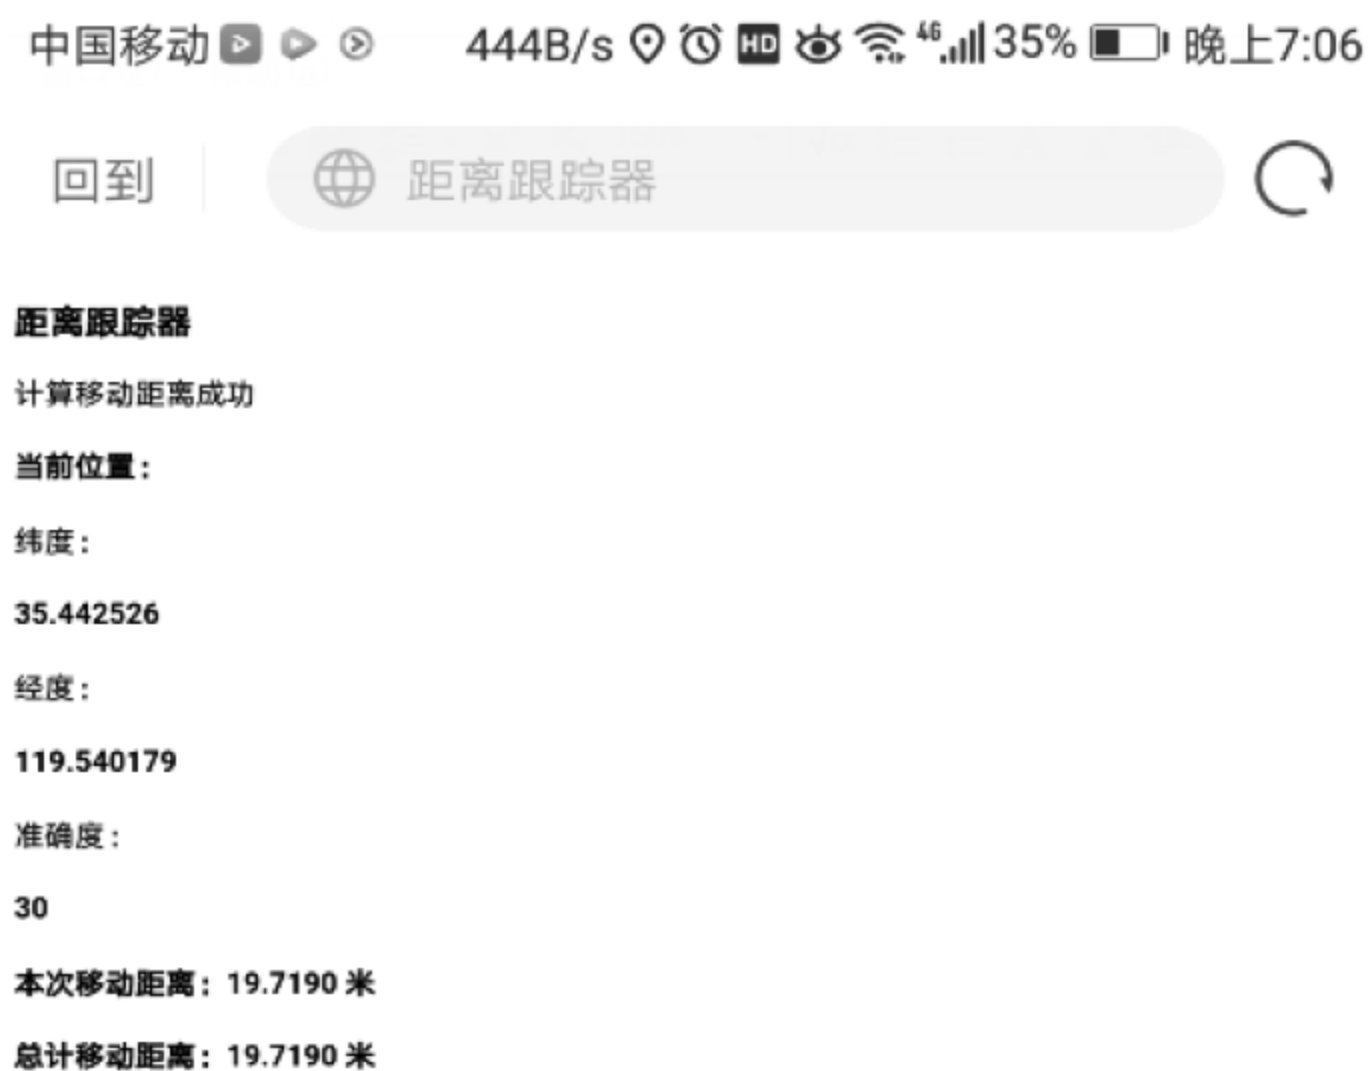 中国移动 444B/s HD 4G 35% 晚上7:06
回到 距离跟踪器
距离跟踪器
计算移动距离成功
当前位置：
纬度：
35.442526
经度：
119.540179
准确度：
30
本次移动距离：19.7190 米
总计移动距离：19.7190 米